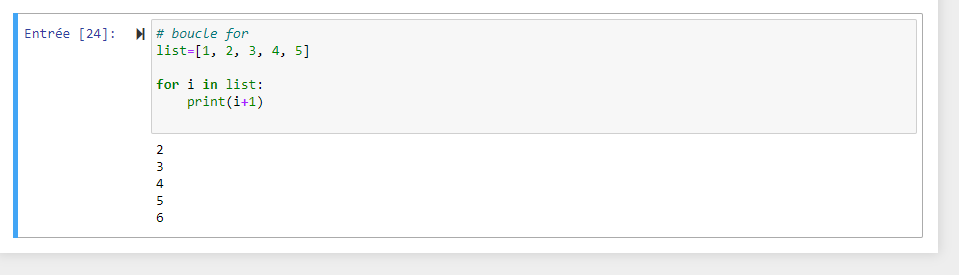 Entrée [24]:
# boucle for
list=[1, 2, 3, 4, 5]
for i in list:
    print(i+1)
2
3
4
5
6